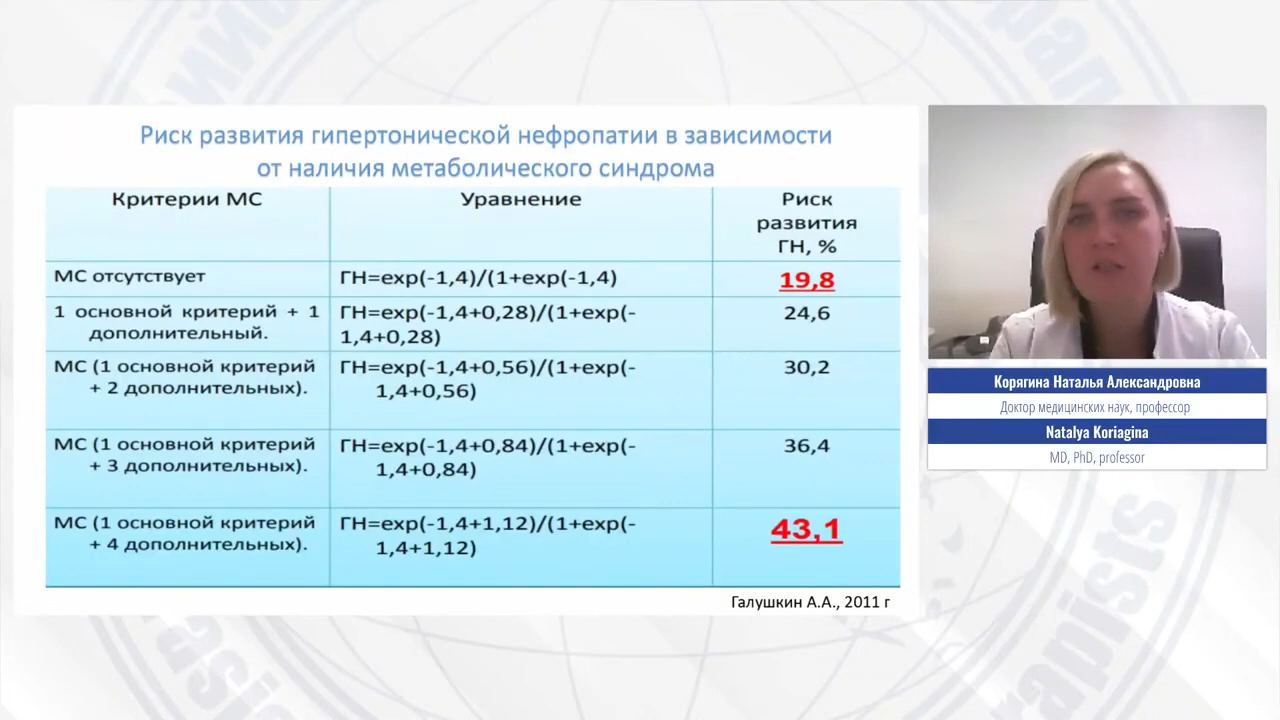 Риск развития гипертонической нефропатии в зависимости
от наличия метаболического синдрома
Критерии МС
Уравнение
Риск
развития
ГН, %
МС отсутствует
ГН=exp(-1,4)/(1+exp(-1,4)
19,8
1 основной критерий + 1
дополнительный.
ГН=exp(-1,4+0,28)/(1+exp(-
1,4+0,28)
24,6
МС (1 основной критерий
+ 2 дополнительных).
ГН=exp(-1,4+0,56)/(1+exp(-
1,4+0,56)
30,2
МС (1 основной критерий
+ 3 дополнительных).
ГН=exp(-1,4+0,84)/(1+exp(-
1,4+0,84)
36,4
МС (1 основной критерий
+ 4 дополнительных).
ГН=exp(-1,4+1,12)/(1+exp(-
1,4+1,12)
43,1
Галушкин А.А., 2011 г
Корягина Наталья Александровна
Доктор медицинских наук, профессор
Natalya Koriagina
MD, PhD, professor